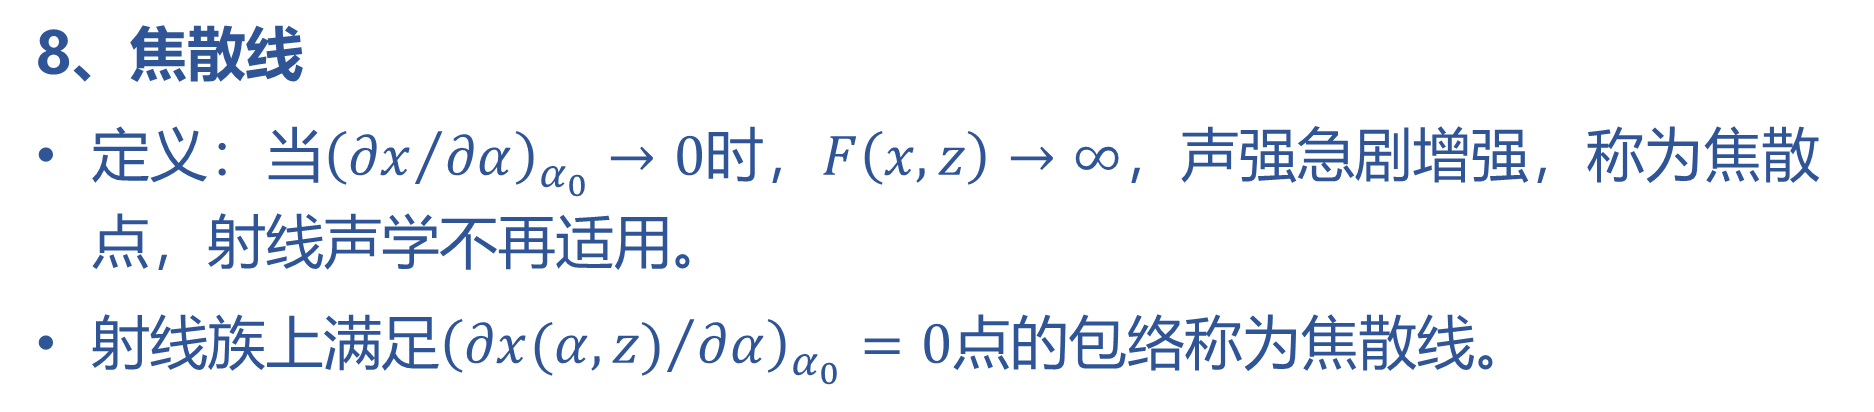 8、焦散线
• 定义：当(∂x/∂α)_{α_0} → 0时，F(x, z) → ∞，声强急剧增强，称为焦散
点，射线声学不再适用。
• 射线族上满足(∂x(α, z)/∂α)_{α_0} = 0点的包络称为焦散线。